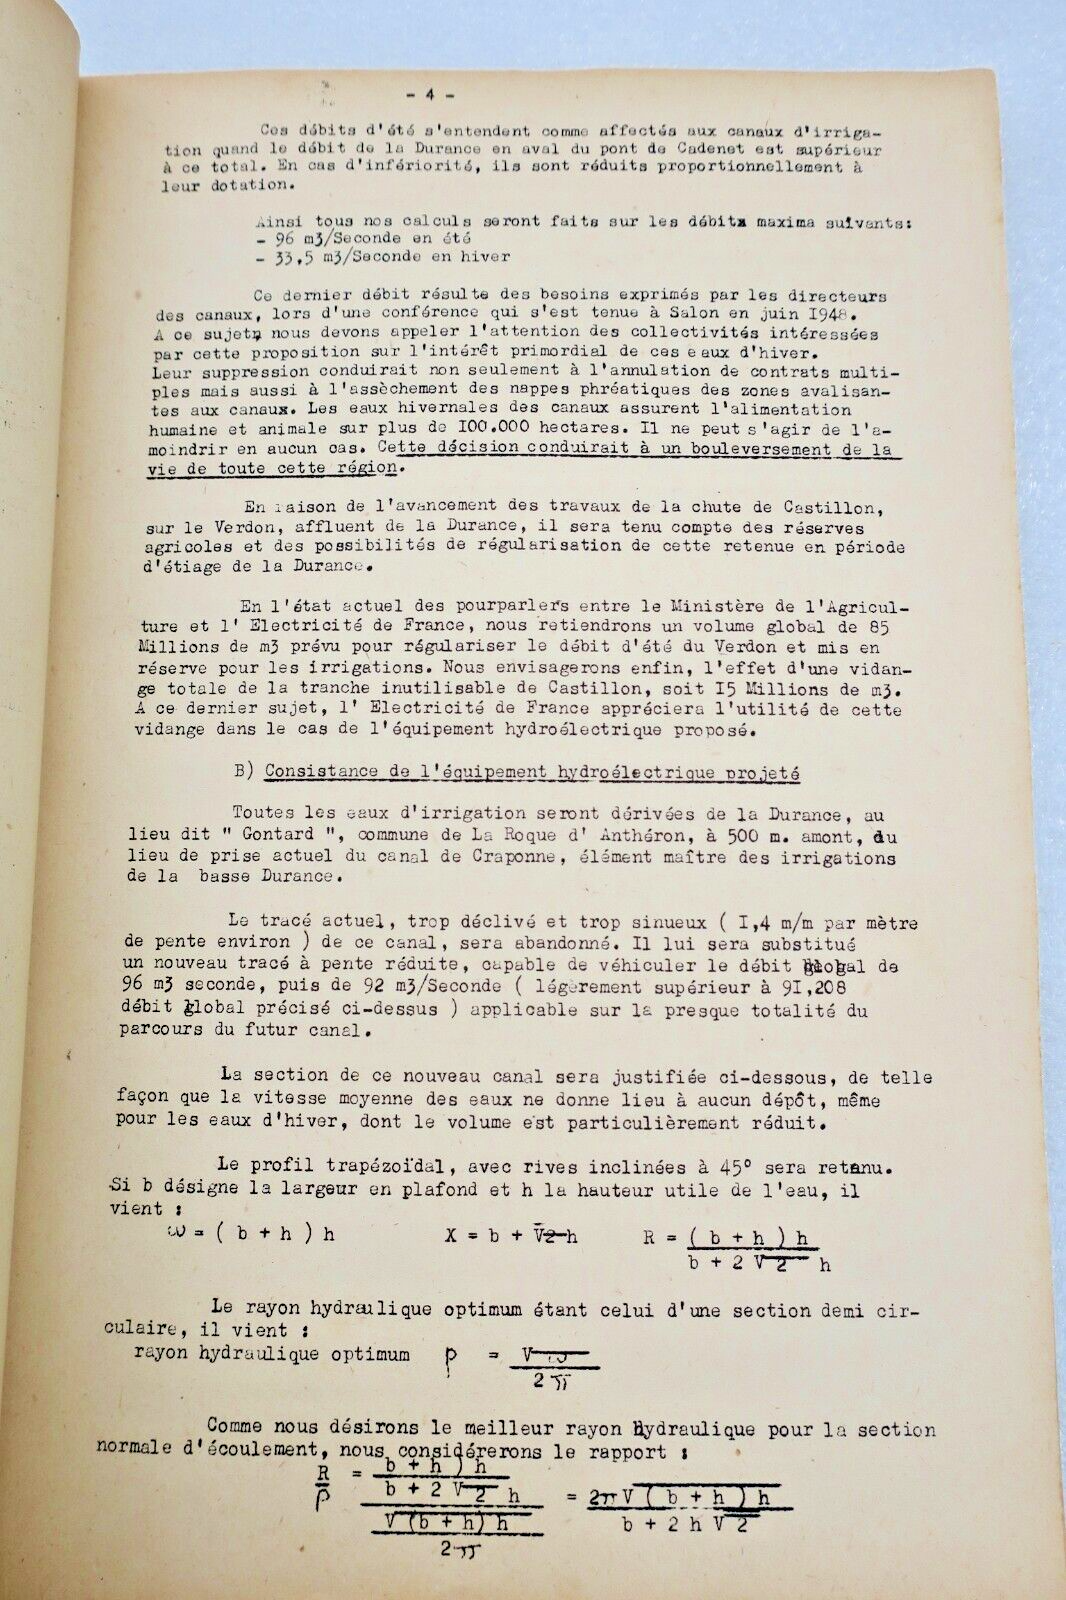 - 4 -
Ces débits d'été s'entendent comme affectés aux canaux d'irriga-
tion quand le débit de la Durance en aval du pont de Cadenet est supérieur
à ce total. En cas d'infériorité, ils sont réduits proportionnellement à
leur dotation.
Ainsi tous nos calculs seront faits sur les débits maxima suivants:
- 96 m3/Seconde en été
- 33,5 m3/Seconde en hiver
Ce dernier débit résulte des besoins exprimés par les directeurs
des canaux, lors d'une conférence qui s'est tenue à Salon en juin I948.
A ce sujet, nous devons appeler l'attention des collectivités intéressées
par cette proposition sur l'intérêt primordial de ces eaux d'hiver.
Leur suppression conduirait non seulement à l'annulation de contrats multi-
ples mais aussi à l'assèchement des nappes phréatiques des zones avalisan-
tes aux canaux. Les eaux hivernales des canaux assurent l'alimentation
humaine et animale sur plus de I00.000 hectares. Il ne peut s'agir de l'a-
moindrir en aucun cas. Cette décision conduirait à un bouleversement de la
vie de toute cette région.
En raison de l'avancement des travaux de la chute de Castillon,
sur le Verdon, affluent de la Durance, il sera tenu compte des réserves
agricoles et des possibilités de régularisation de cette retenue en période
d'étiage de la Durance.
En l'état actuel des pourparlers entre le Ministère de l'Agricul-
ture et l' Electricité de France, nous retiendrons un volume global de 85
Millions de m3 prévu pour régulariser le débit d'été du Verdon et mis en
réserve pour les irrigations. Nous envisagerons enfin, l'effet d'une vidan-
ge totale de la tranche inutilisable de Castillon, soit I5 Millions de m3.
A ce dernier sujet, l' Electricité de France appréciera l'utilité de cette
vidange dans le cas de l'équipement hydroélectrique proposé.
B) Consistance de l'équipement hydroélectrique projeté
Toutes les eaux d'irrigation seront dérivées de la Durance, au
lieu dit " Gontard ", commune de La Roque d' Anthéron, à 500 m. amont, du
lieu de prise actuel du canal de Craponne, élément maître des irrigations
de la basse Durance.
Le tracé actuel, trop déclivé et trop sinueux ( I,4 m/m par mètre
de pente environ ) de ce canal, sera abandonné. Il lui sera substitué
un nouveau tracé à pente réduite, capable de véhiculer le débit global de
96 m3 seconde, puis de 92 m3/Seconde ( légèrement supérieur à 9I,208
débit global précisé ci-dessus ) applicable sur la presque totalité du
parcours du futur canal.
La section de ce nouveau canal sera justifiée ci-dessous, de telle
façon que la vitesse moyenne des eaux ne donne lieu à aucun dépôt, même
pour les eaux d'hiver, dont le volume est particulièrement réduit.
Le profil trapézoïdal, avec rives inclinées à 45° sera retenu.
Si b désigne la largeur en plafond et h la hauteur utile de l'eau, il
vient :
ω = ( b + h ) h X = b + V2 h R = ( b + h ) h
b + 2 V 2 h
Le rayon hydraulique optimum étant celui d'une section demi cir-
culaire, il vient :
rayon hydraulique optimum ρ = V ω
2 π
Comme nous désirons le meilleur rayon hydraulique pour la section
normale d'écoulement, nous considérerons le rapport :
R = b + h ) h
ρ b + 2 V 2 h = 2π V ( b + h ) h
V (b + h) h b + 2 h V 2
2 π